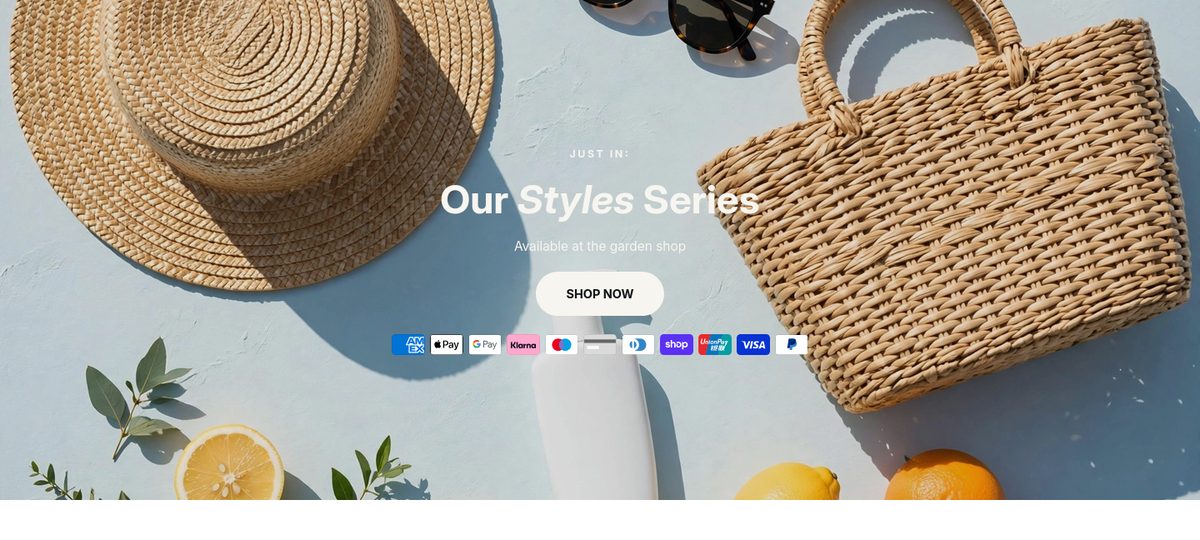 JUST IN:
Our Styles Series
Available at the garden shop
SHOP NOW
AM EX Pay G Pay Klarna shop UnionPay 银联 VISA